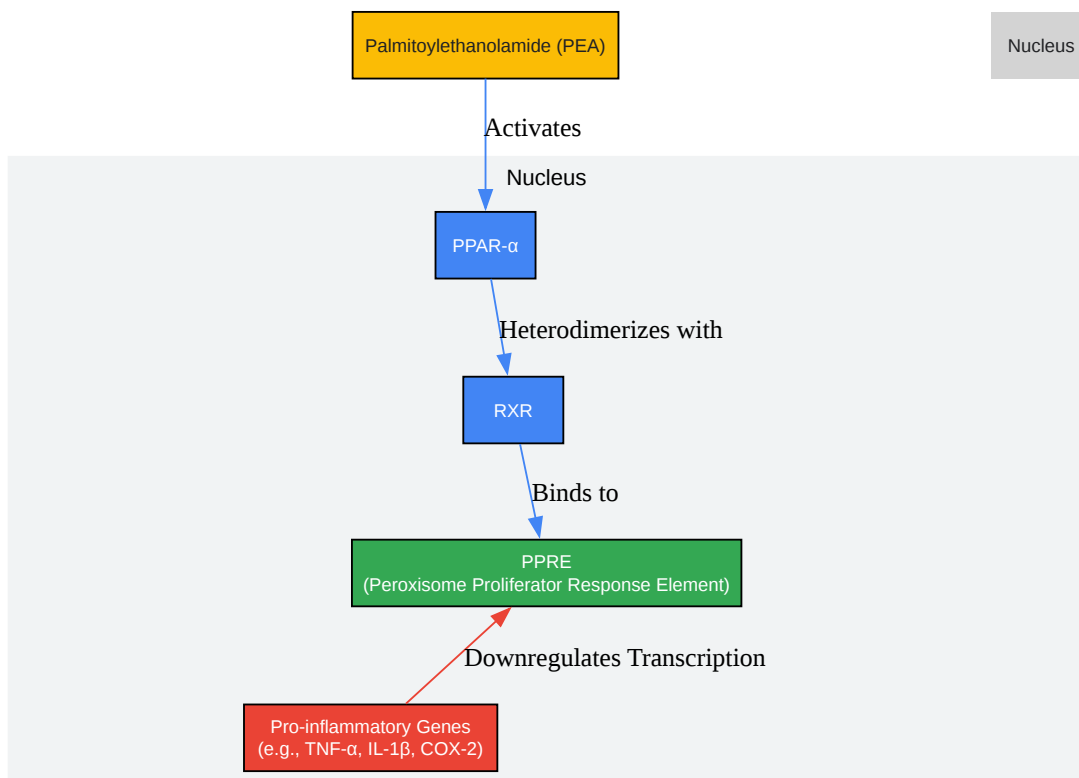 Palmitoylethanolamide (PEA)
Nucleus
Activates
Nucleus
PPAR-α
Heterodimerizes with
RXR
Binds to
PPRE
(Peroxisome Proliferator Response Element)
Downregulates Transcription
Pro-inflammatory Genes
(e.g., TNF-α, IL-1β, COX-2)